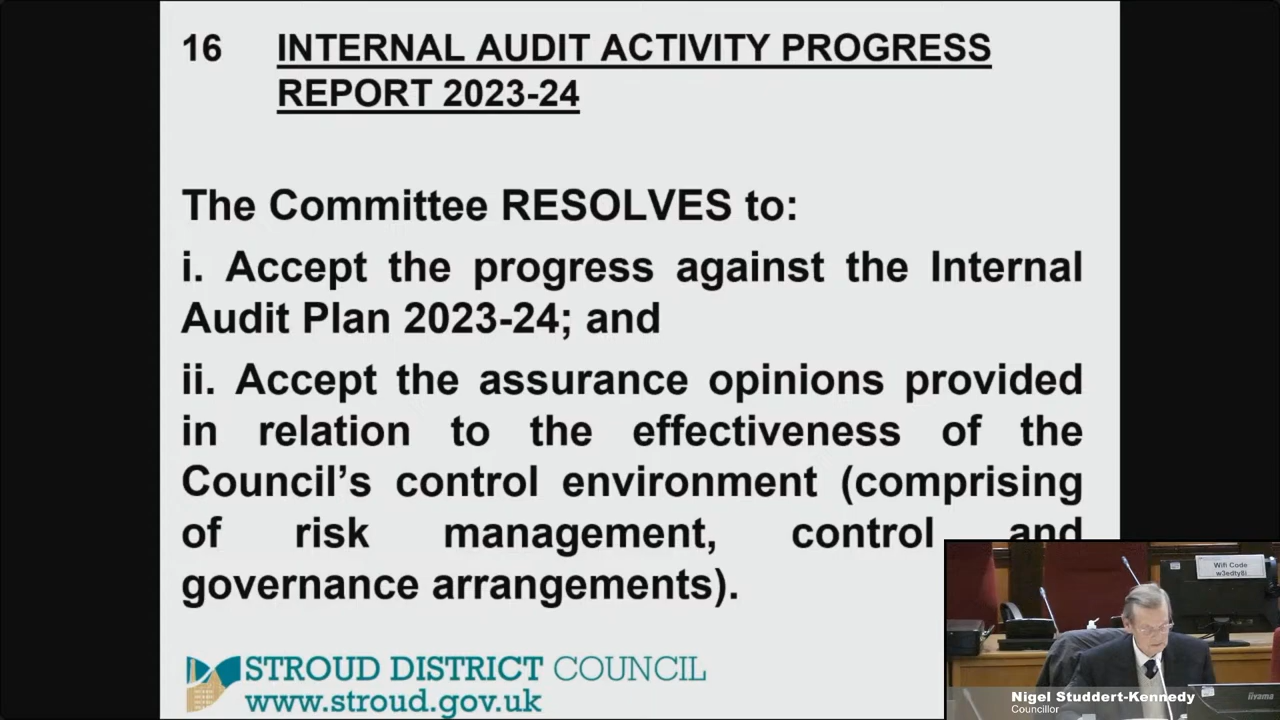 16 INTERNAL AUDIT ACTIVITY PROGRESS
REPORT 2023-24
The Committee RESOLVES to:
i. Accept the progress against the Internal
Audit Plan 2023-24; and
ii. Accept the assurance opinions provided
in relation to the effectiveness of the
Council’s control environment (comprising
of risk management, control and
governance arrangements).
STROUD DISTRICT COUNCIL
www.stroud.gov.uk
Wifi Code
Nigel Studdert-Kennedy
Councillor
iiyama